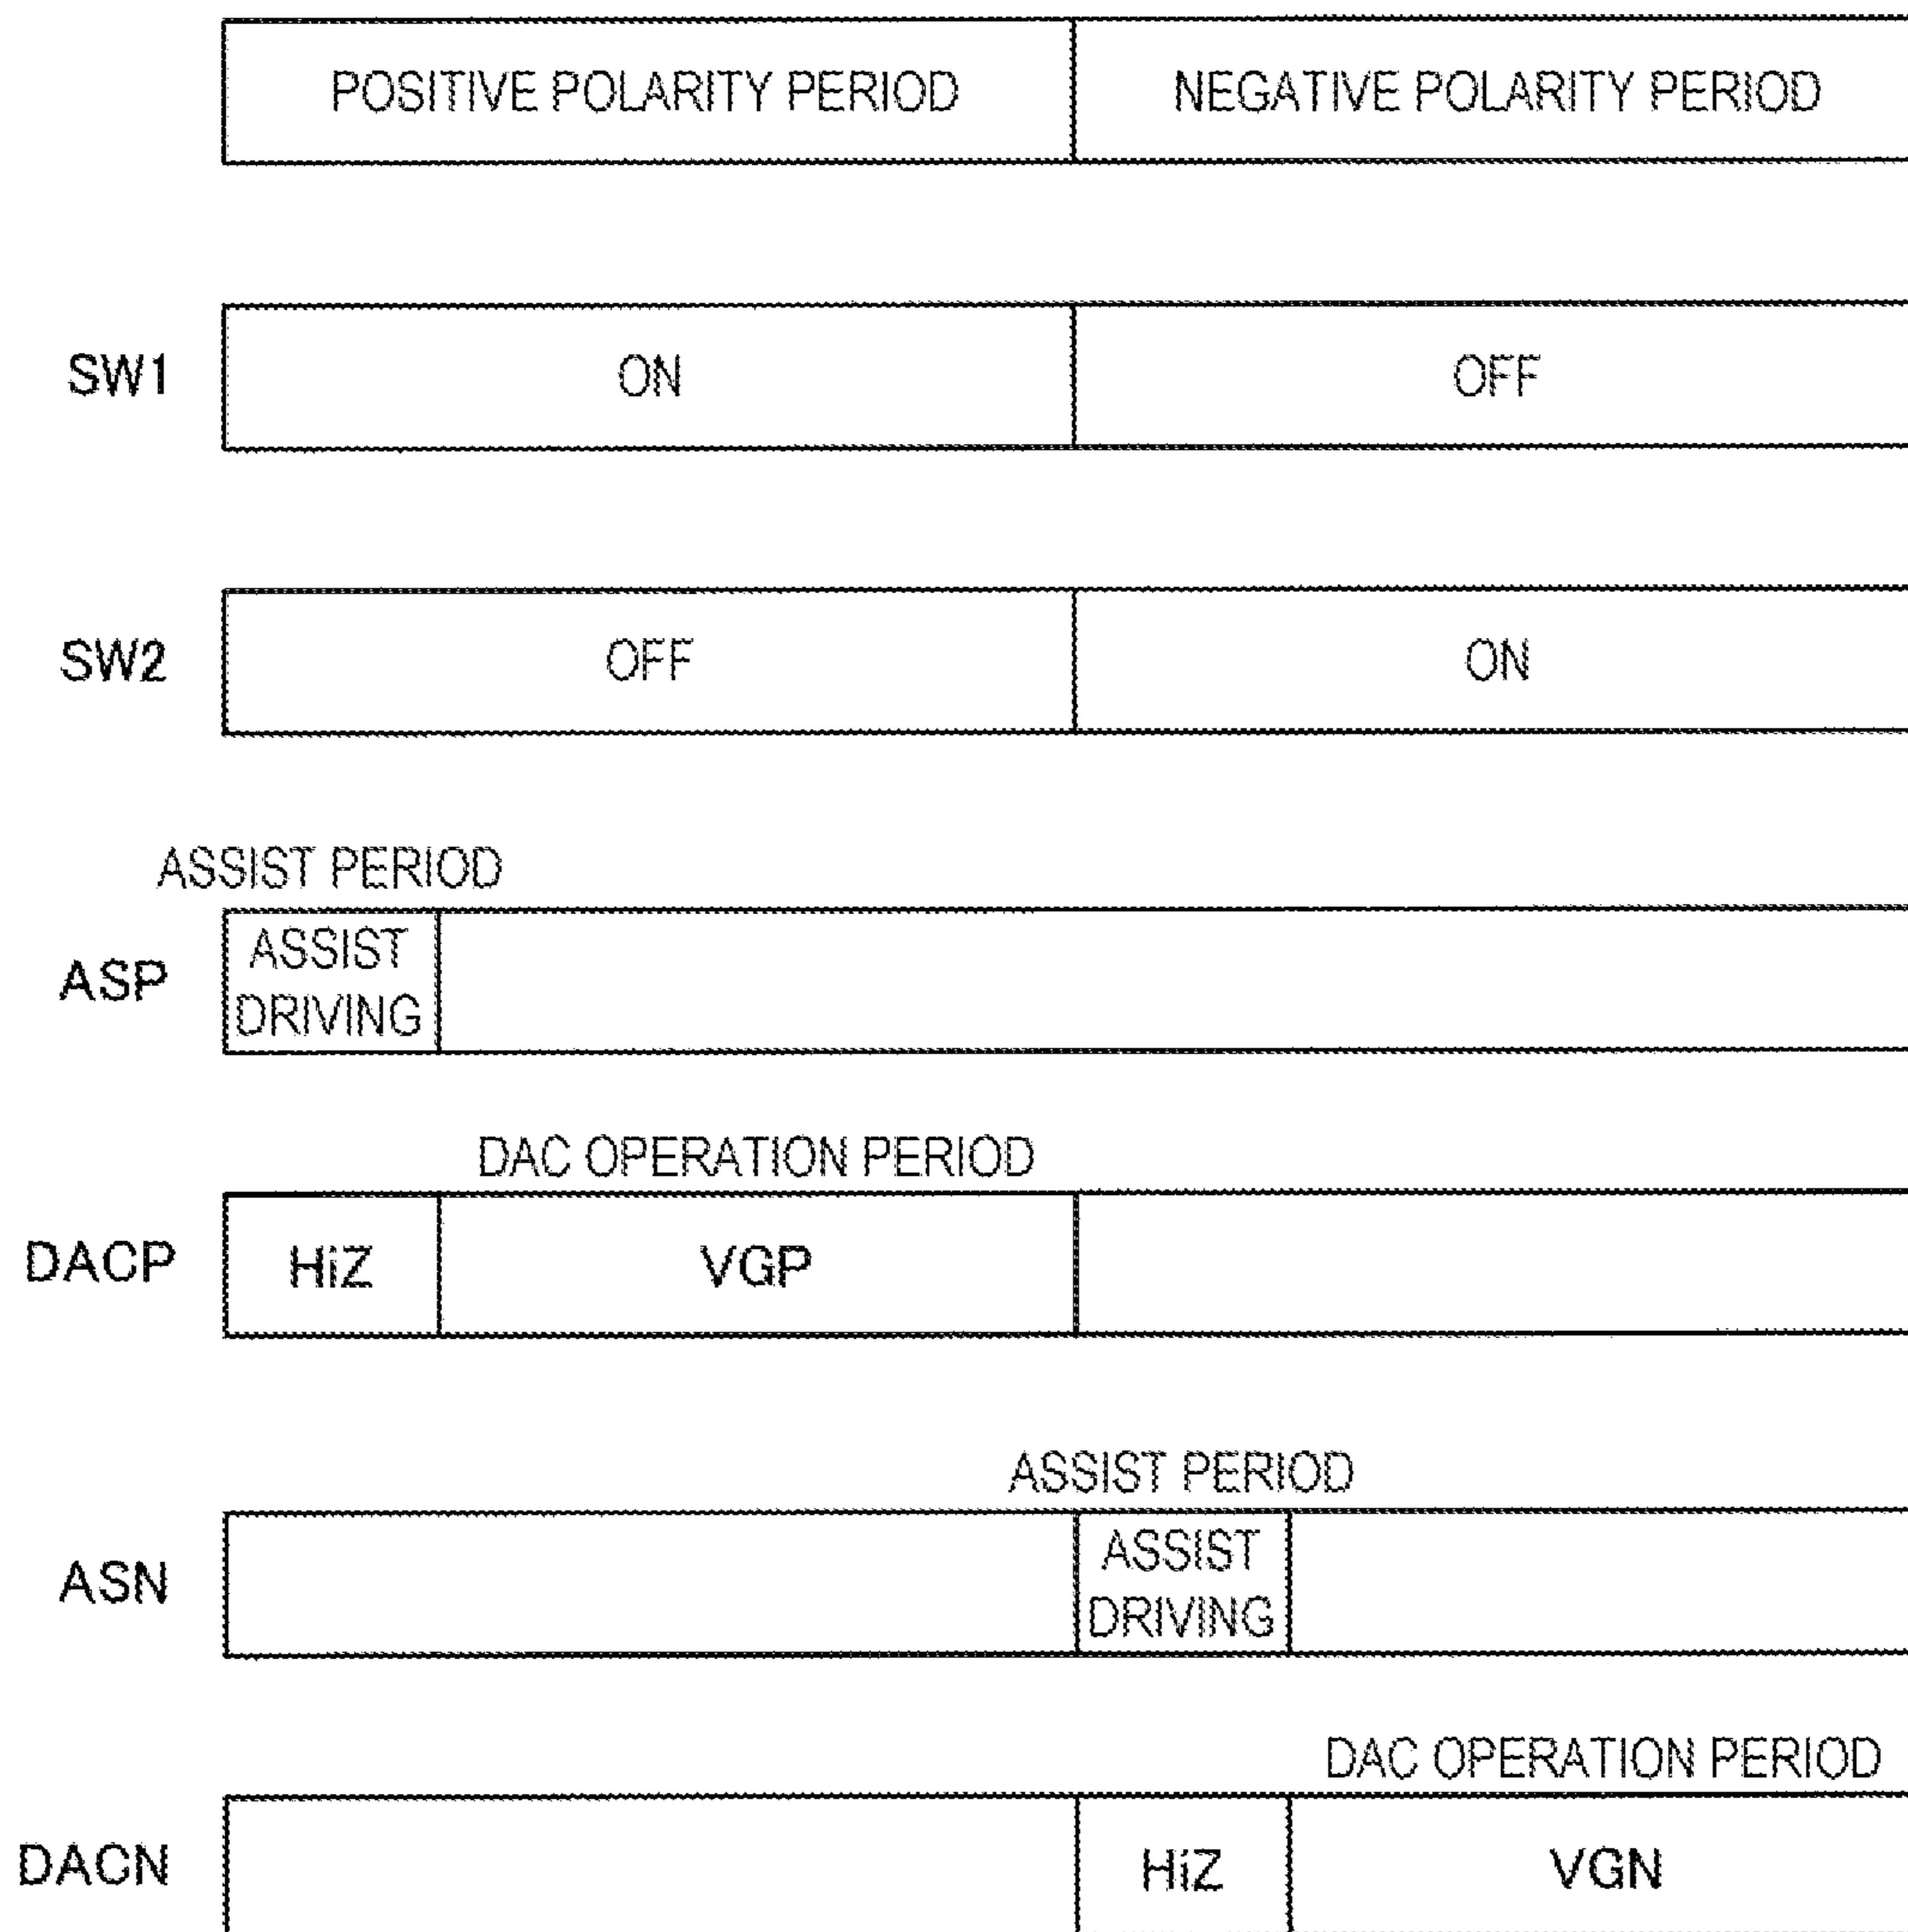 POSITIVE POLARITY PERIOD NEGATIVE POLARITY PERIOD
SW1 ON OFF
SW2 OFF ON
ASSIST PERIOD
ASP ASSIST DRIVING
DAC OPERATION PERIOD
DACP HiZ VGP
ASSIST PERIOD
ASN ASSIST DRIVING
DAC OPERATION PERIOD
DACN HiZ VGN